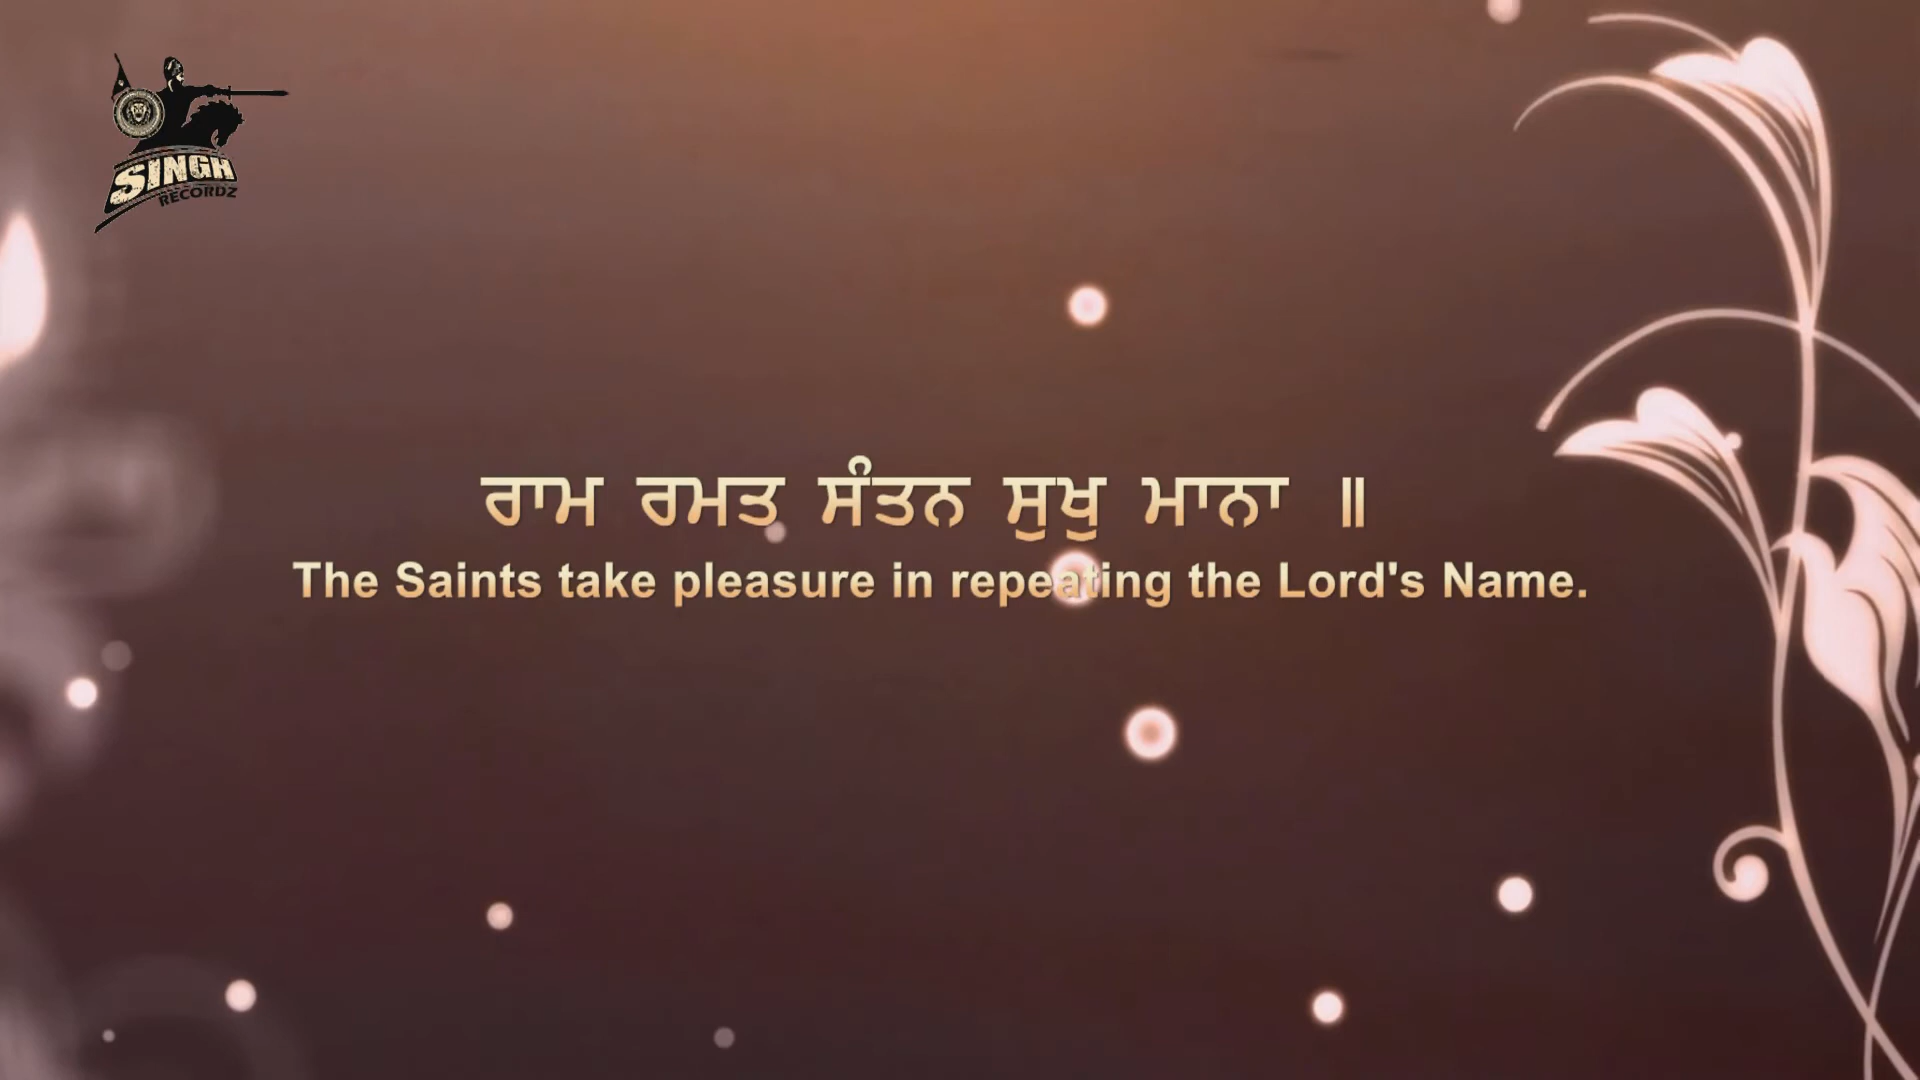 SINGH
RECORDZ
ਰਾਮ ਰਮਤ ਸੰਤਨ ਸੁਖੁ ਮਾਨਾ ॥
The Saints take pleasure in repeating the Lord's Name.